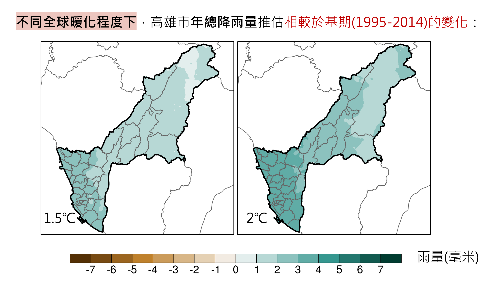 不同全球暖化程度下，高雄市年總降雨量推估相較於基期(1995-2014)的變化：
1.5℃ 2℃
雨量(毫米)
-7 -6 -5 -4 -3 -2 -1 0 1 2 3 4 5 6 7